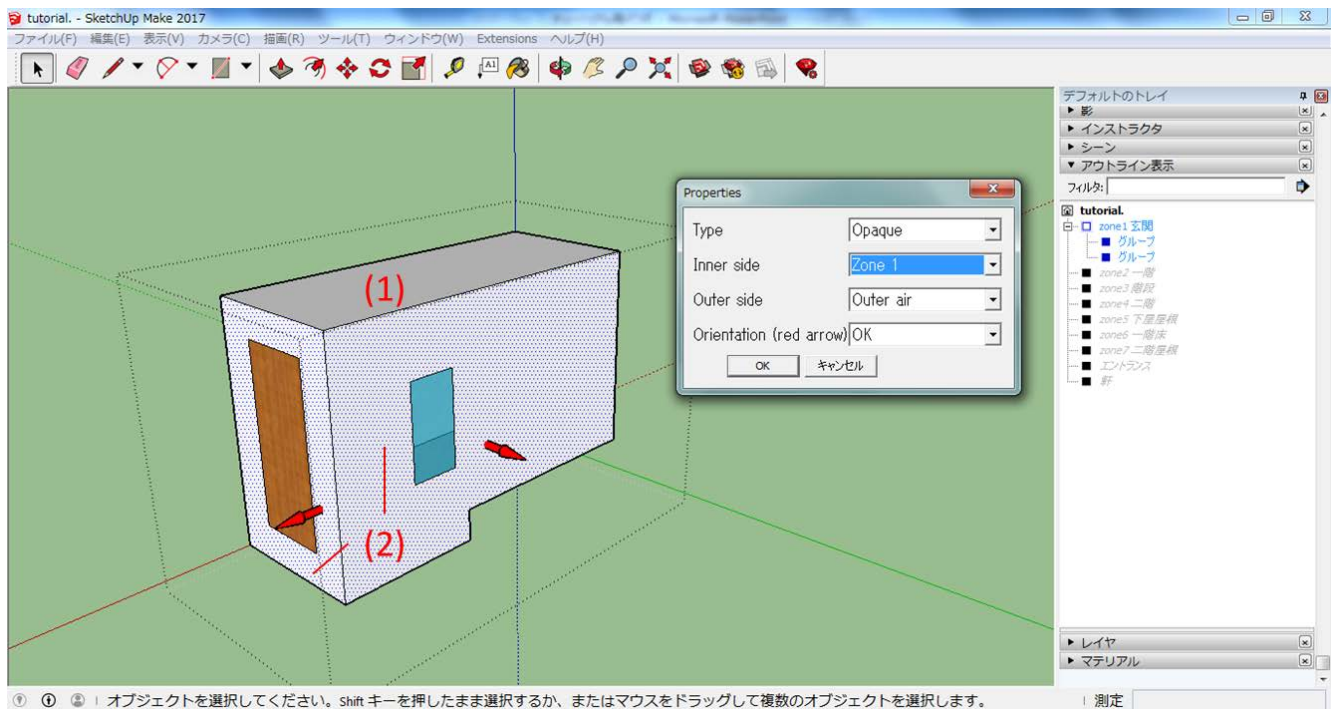 tutorial. - SketchUp Make 2017
ファイル(F) 編集(E) 表示(V) カメラ(C) 描画(R) ツール(T) ウィンドウ(W) Extensions ヘルプ(H)
A1
デフォルトのトレイ
影
インストラクタ
シーン
アウトライン表示
フィルタ:
tutorial.
zone1 玄関
グループ
グループ
zone2 一階
zone3 階段
zone4 二階
zone5 下屋屋根
zone6 一階床
zone7 二階屋根
エントランス
軒
Properties
Type Opaque
Inner side Zone 1
Outer side Outer air
Orientation (red arrow) OK
OK キャンセル
(1)
(2)
レイヤ
マテリアル
オブジェクトを選択してください。Shift キーを押したまま選択するか、またはマウスをドラッグして複数のオブジェクトを選択します。
測定